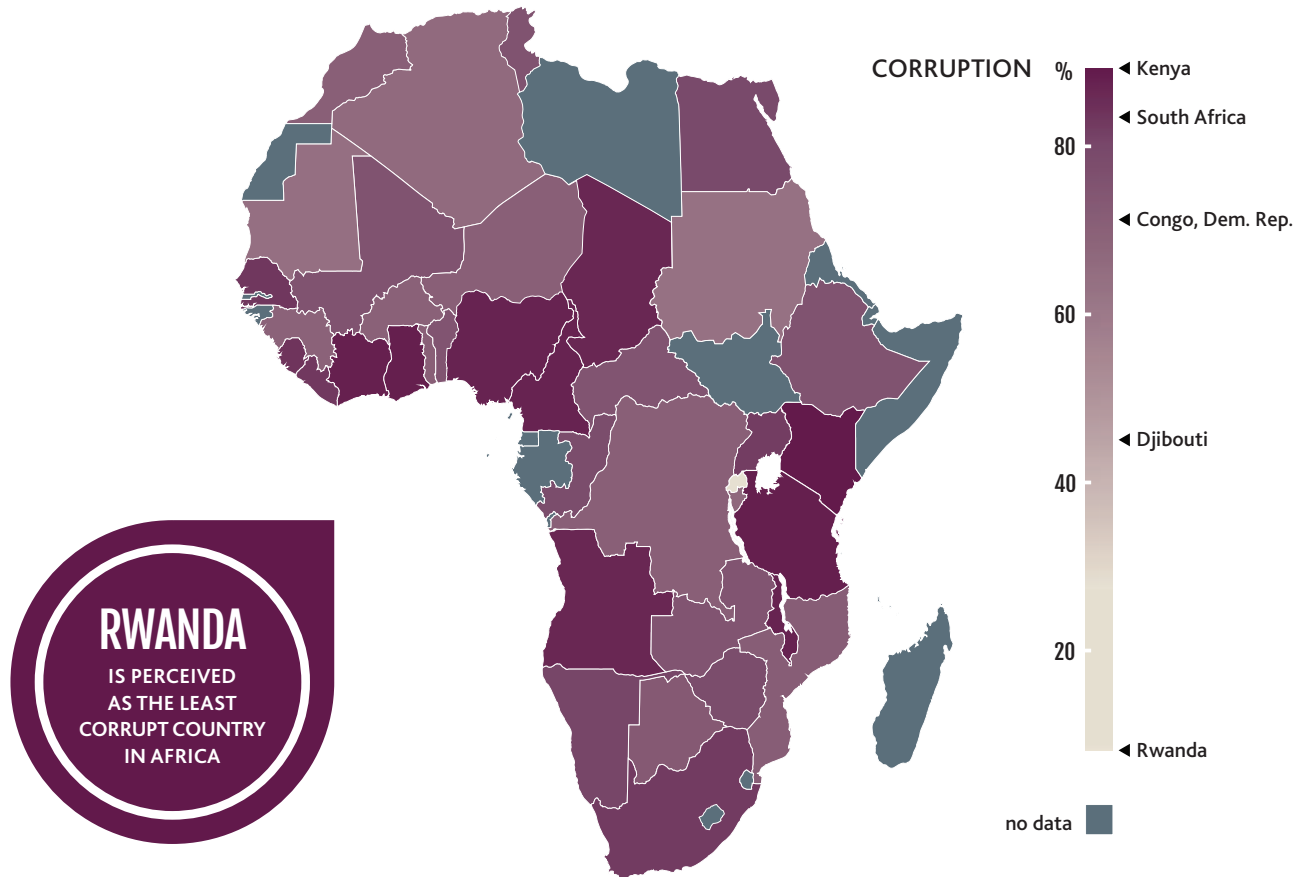 CORRUPTION
%
Kenya
South Africa
80
Congo, Dem. Rep.
60
Djibouti
40
20
Rwanda
no data
RWANDA
IS PERCEIVED
AS THE LEAST
CORRUPT COUNTRY
IN AFRICA